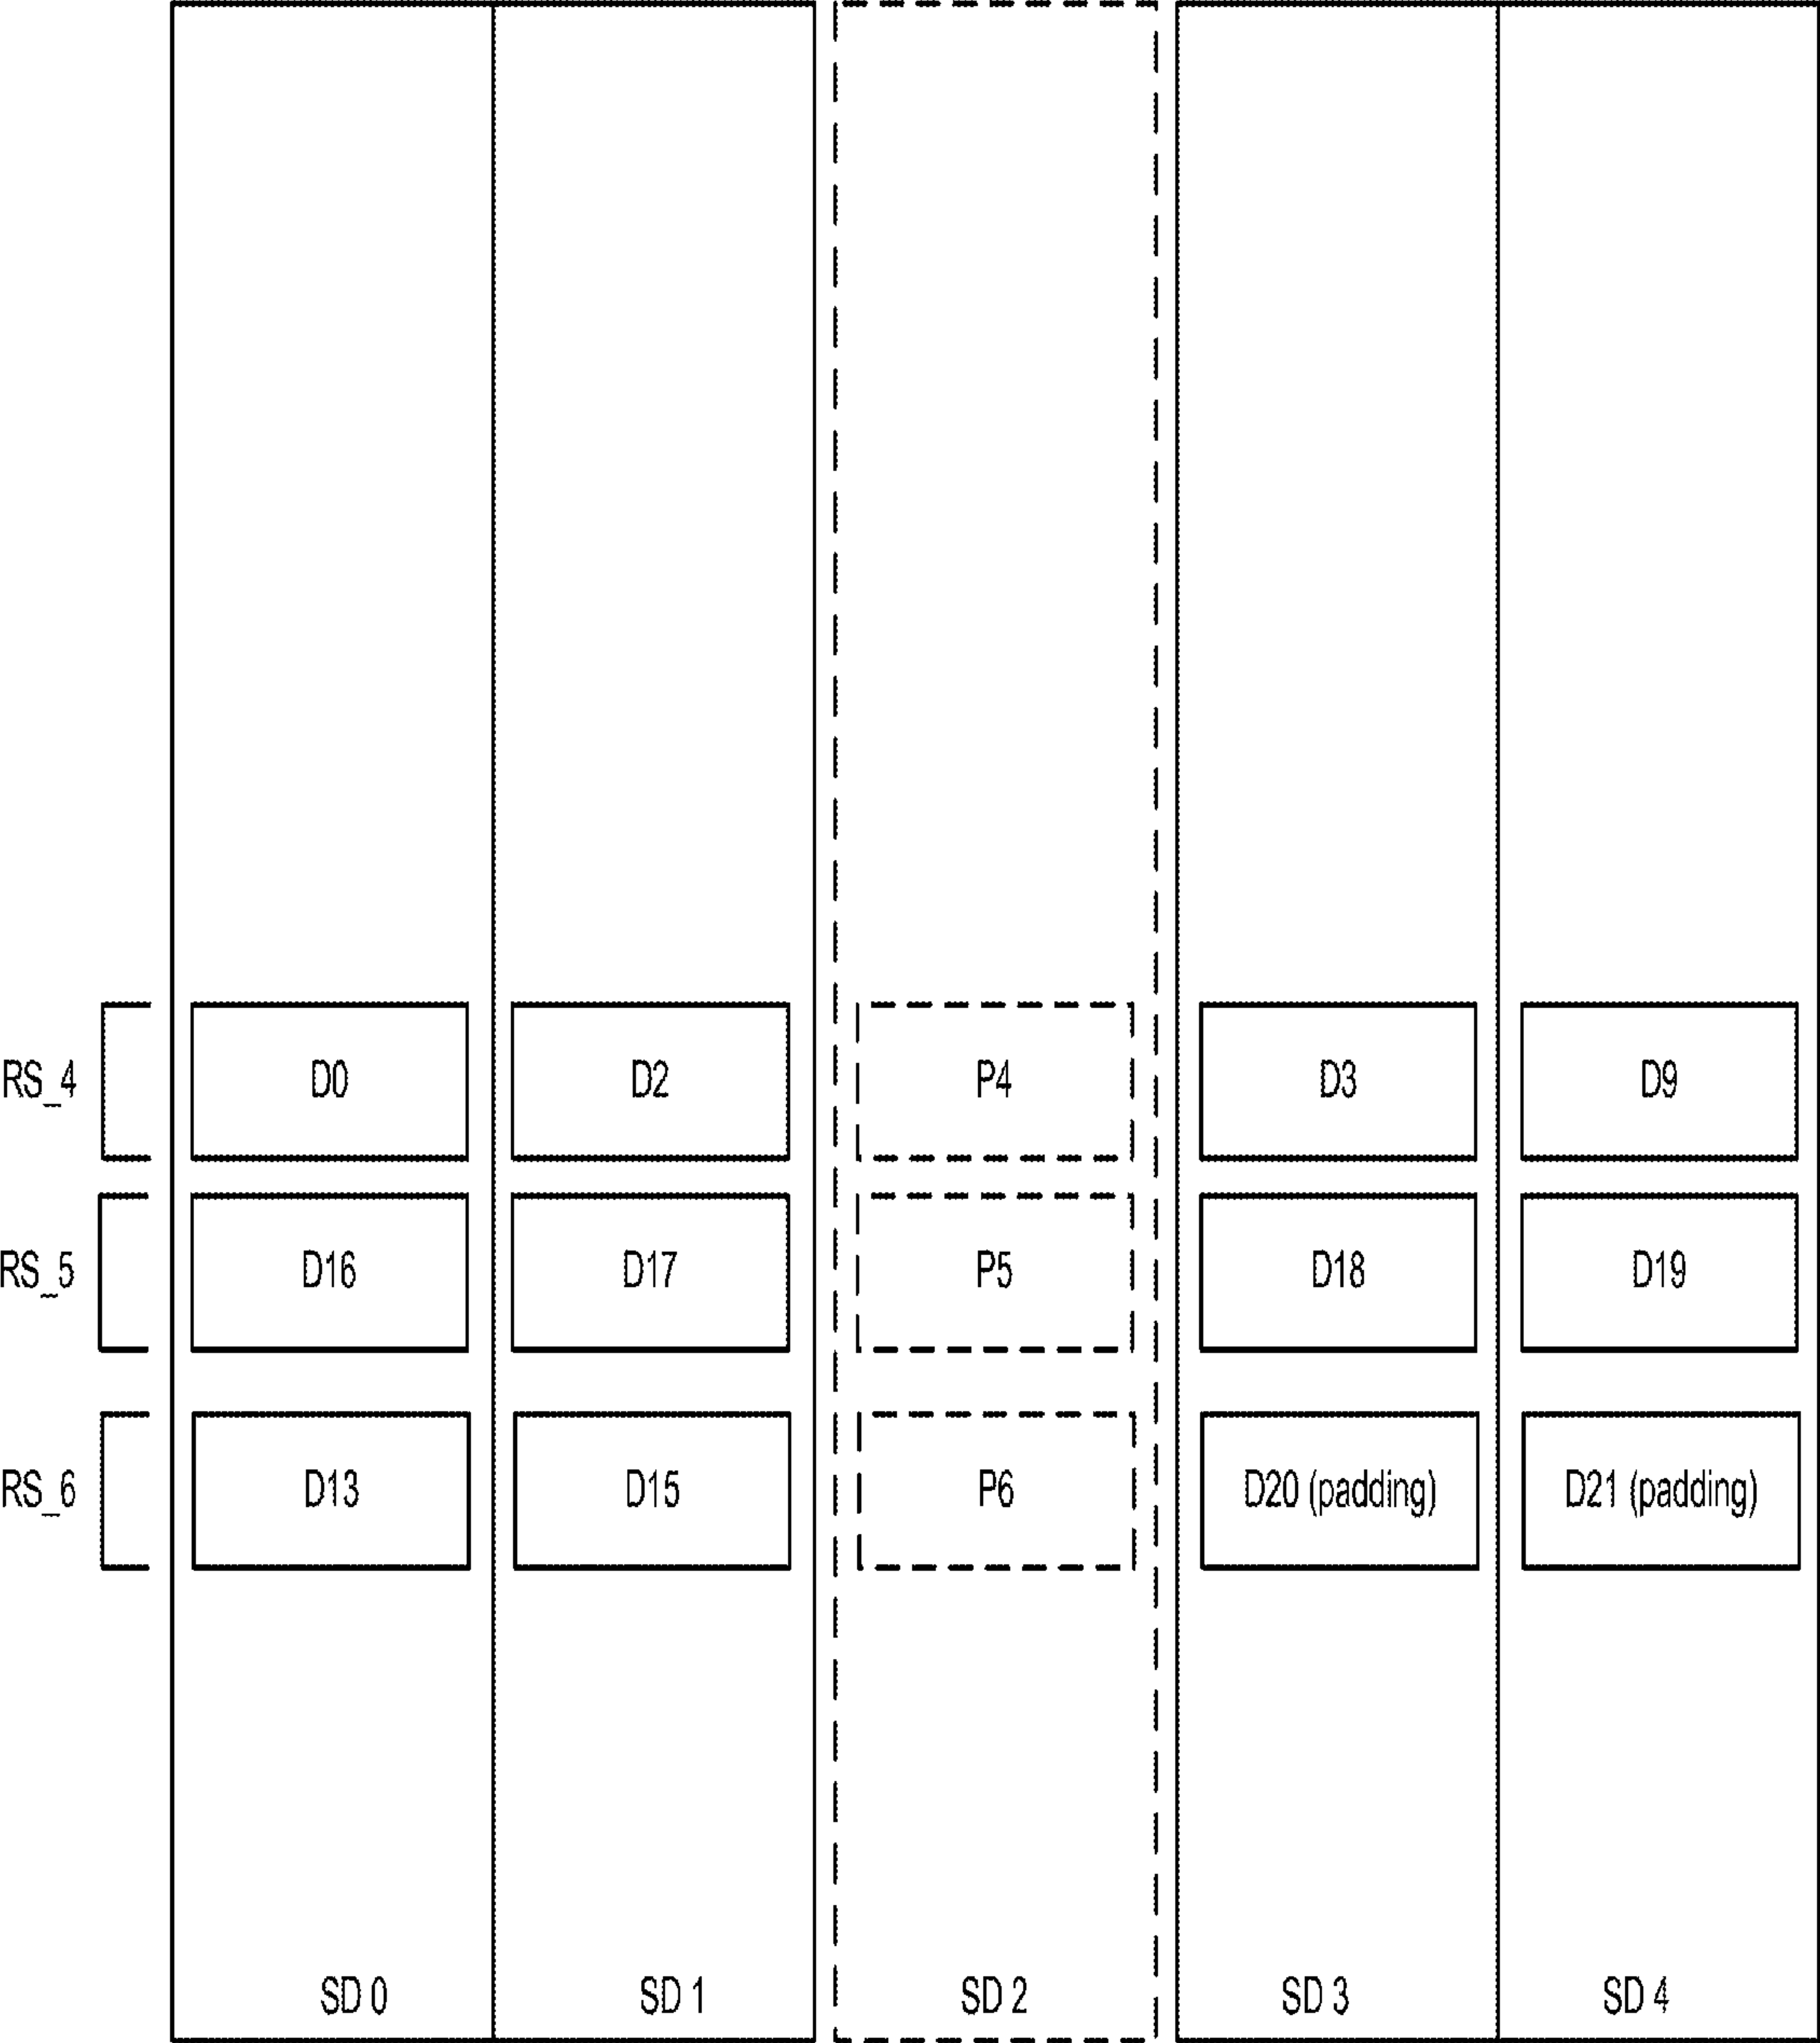 RS_4 D0 D2 P4 D3 D9
RS_5 D16 D17 P5 D18 D19
RS_6 D13 D15 P6 D20 (padding) D21 (padding)
SD 0 SD 1 SD 2 SD 3 SD 4